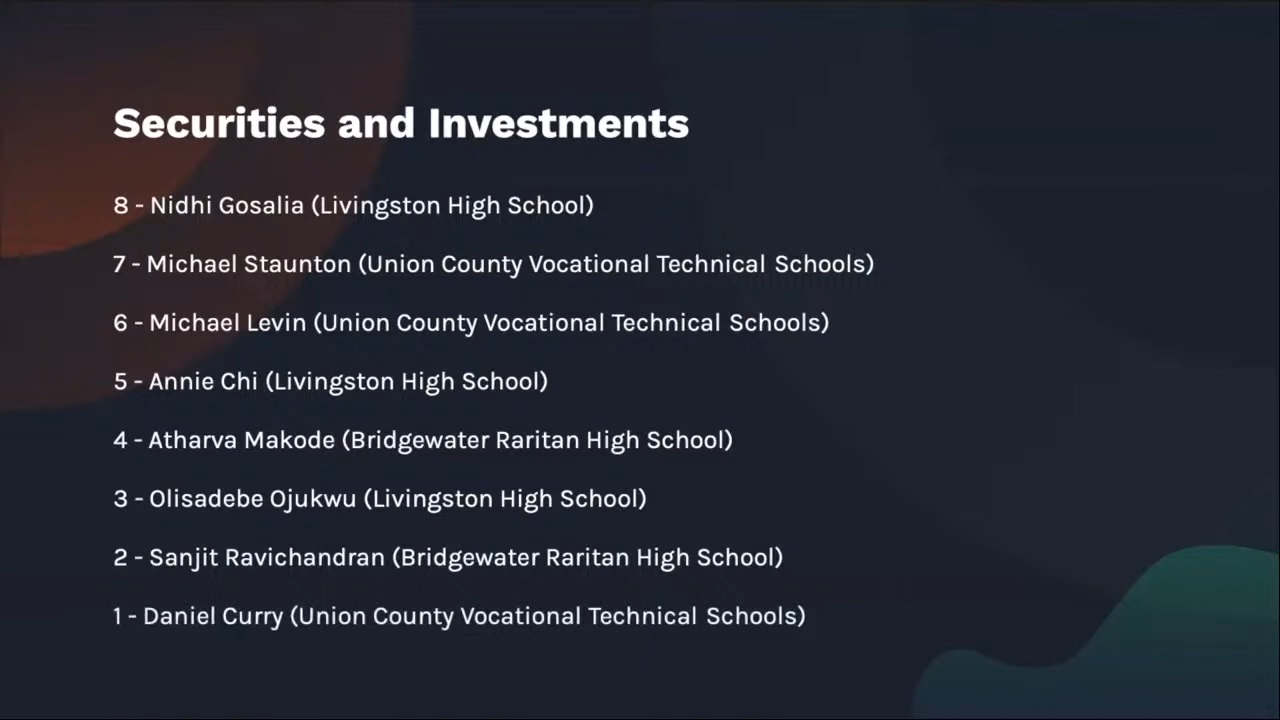 Securities and Investments
8 - Nidhi Gosalia (Livingston High School)
7 - Michael Staunton (Union County Vocational Technical Schools)
6 - Michael Levin (Union County Vocational Technical Schools)
5 - Annie Chi (Livingston High School)
4 - Atharva Makode (Bridgewater Raritan High School)
3 - Olisadebe Ojukwu (Livingston High School)
2 - Sanjit Ravichandran (Bridgewater Raritan High School)
1 - Daniel Curry (Union County Vocational Technical Schools)